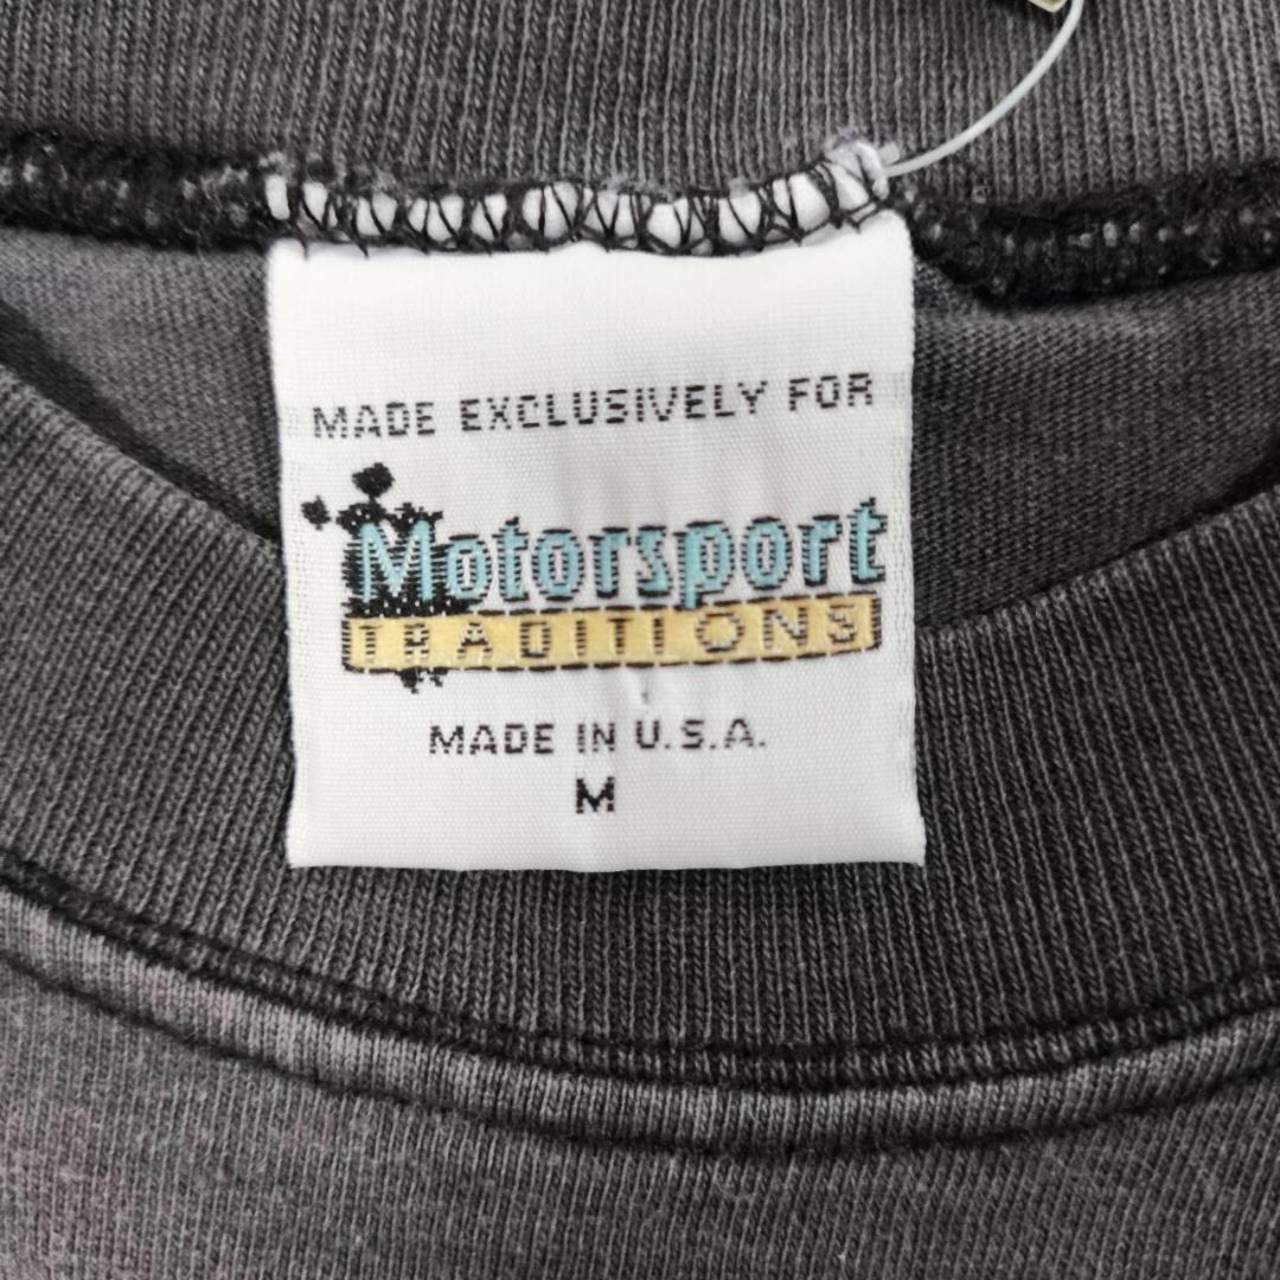 MADE EXCLUSIVELY FOR
Motorsport
TRADITIONS
MADE IN U.S.A.
M